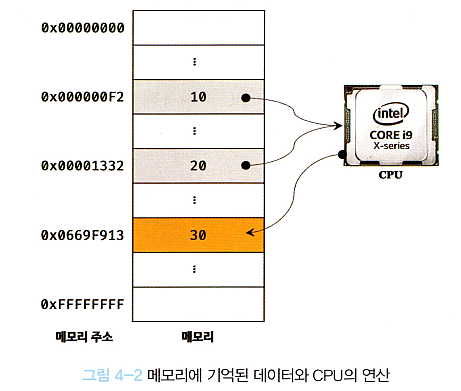 0x00000000
⋮
0x000000F2 10
⋮
0x00001332 20
⋮
0x0669F913 30
⋮
0xFFFFFFFF
메모리 주소 메모리
intel
CORE i9
X-series
CPU
그림 4-2 메모리에 기억된 데이터와 CPU의 연산